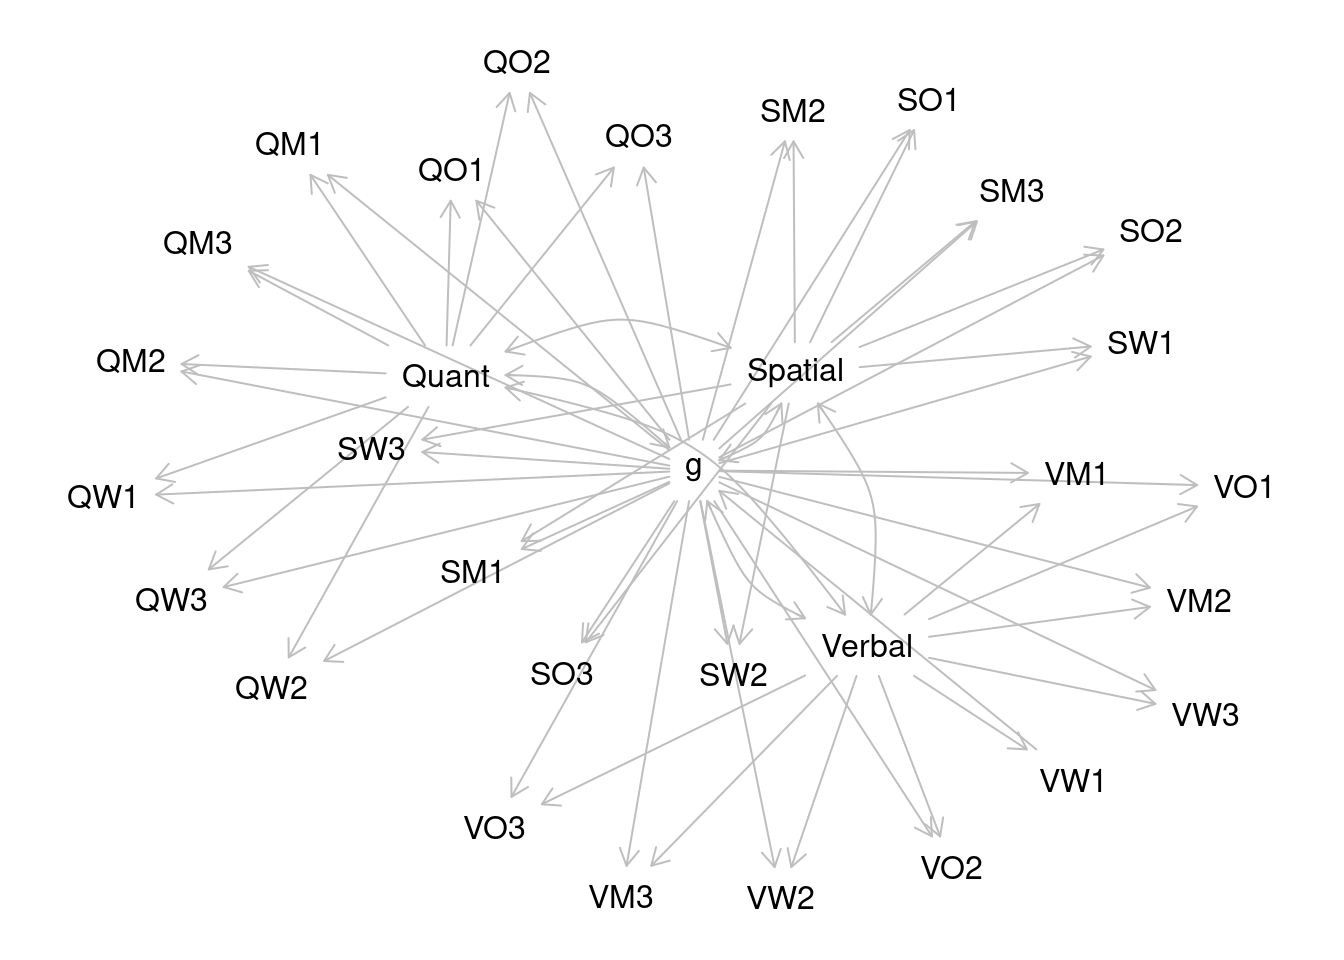 QO2
SO1
SM2
QO3
QM1
QO1
SM3
SO2
QM3
SW1
QM2
Spatial
Quant
SW3
g
VM1
VO1
QW1
SM1
QW3
VM2
Verbal
SO3
SW2
QW2
VW3
VW1
VO3
VO2
VM3
VW2